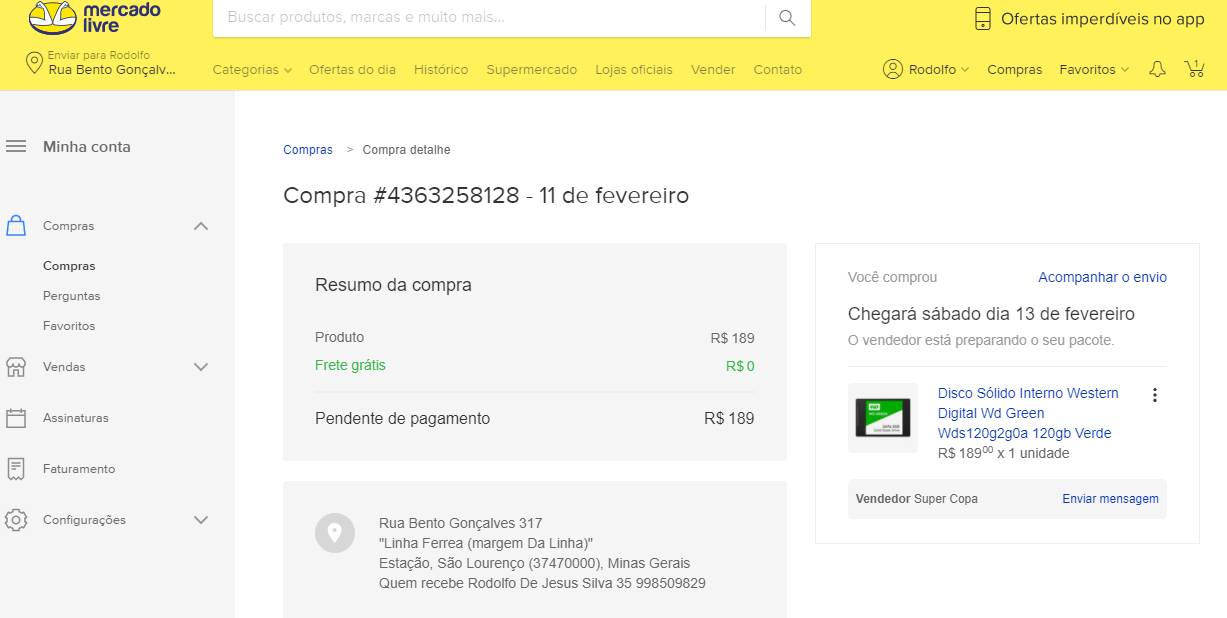 mercado
livre
Buscar produtos, marcas e muito mais...
Ofertas imperdíveis no app
Enviar para Rodolfo
Rua Bento Gonçalv...
Categorias Ofertas do dia Histórico Supermercado Lojas oficiais Vender Contato
Rodolfo Compras Favoritos 1
Minha conta
Compras
Compras
Perguntas
Favoritos
Vendas
Assinaturas
Faturamento
Configurações
Compras > Compra detalhe
Compra #4363258128 - 11 de fevereiro
Resumo da compra
Produto R$ 189
Frete grátis R$ 0
Pendente de pagamento R$ 189
Rua Bento Gonçalves 317
"Linha Ferrea (margem Da Linha)"
Estação, São Lourenço (37470000), Minas Gerais
Quem recebe Rodolfo De Jesus Silva 35 998509829
Você comprou Acompanhar o envio
Chegará sábado dia 13 de fevereiro
O vendedor está preparando o seu pacote.
WD
Disco Sólido Interno Western
Digital Wd Green
Wds120g2g0a 120gb Verde
R$ 189⁰⁰ x 1 unidade
Vendedor Super Copa Enviar mensagem